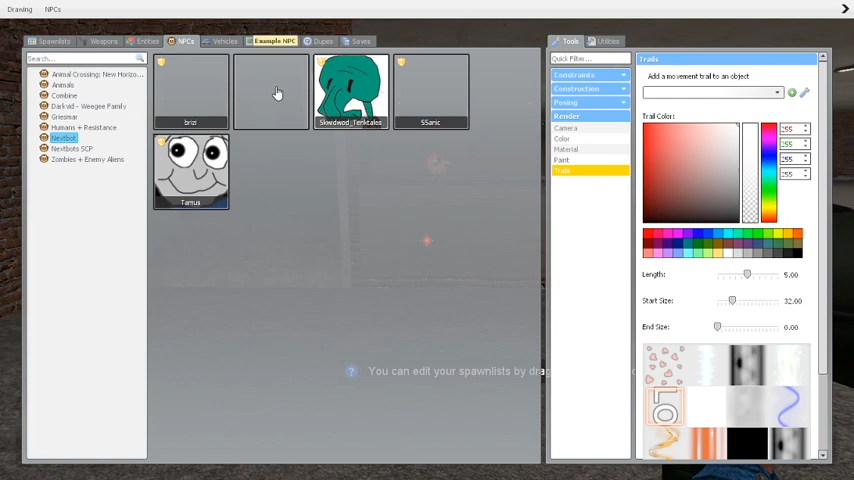 Drawing NPCs
Spawnlists Weapons Entities NPCs Vehicles Example NPC Dupes Saves
Tools Utilities
Search...
Animal Crossing: New Horizo...
Animals
Combine
Darkvid - Weegee Family
Griesmar
Humans + Resistance
Nextbot
Nextbots SCP
Zombies + Enemy Aliens
brizi
Skwidwod_Tenktales
SSanic
Tamus
You can edit your spawnlists by drag
Quick Filter...
Constraints
Construction
Posing
Render
Camera
Color
Material
Paint
Trails
Trails
Add a movement trail to an object
Trail Color:
255
255
255
255
Length: 5.00
Start Size: 32.00
End Size: 0.00
LOL